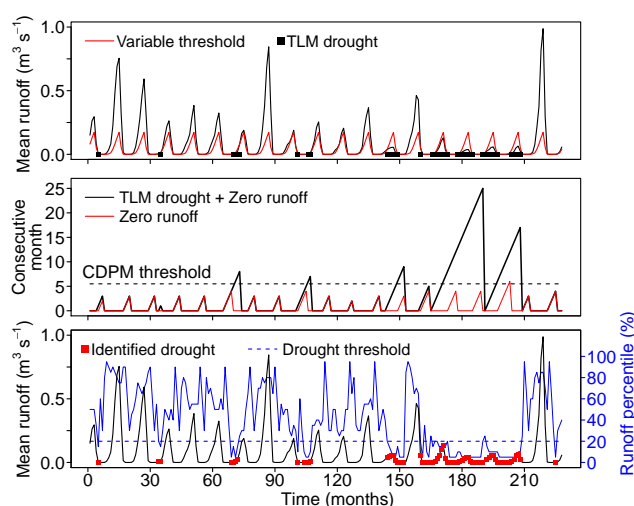 1.0
Variable threshold
TLM drought
0.5
0.0
Mean runoff (m³ s⁻¹)
25
20
15
10
5
0
TLM drought + Zero runoff
Zero runoff
CDPM threshold
Consecutive
month
1.0
0.5
0.0
Mean runoff (m³ s⁻¹)
Identified drought
Drought threshold
100
80
60
40
20
0
Runoff percentile (%)
0 30 60 90 120 150 180 210
Time (months)